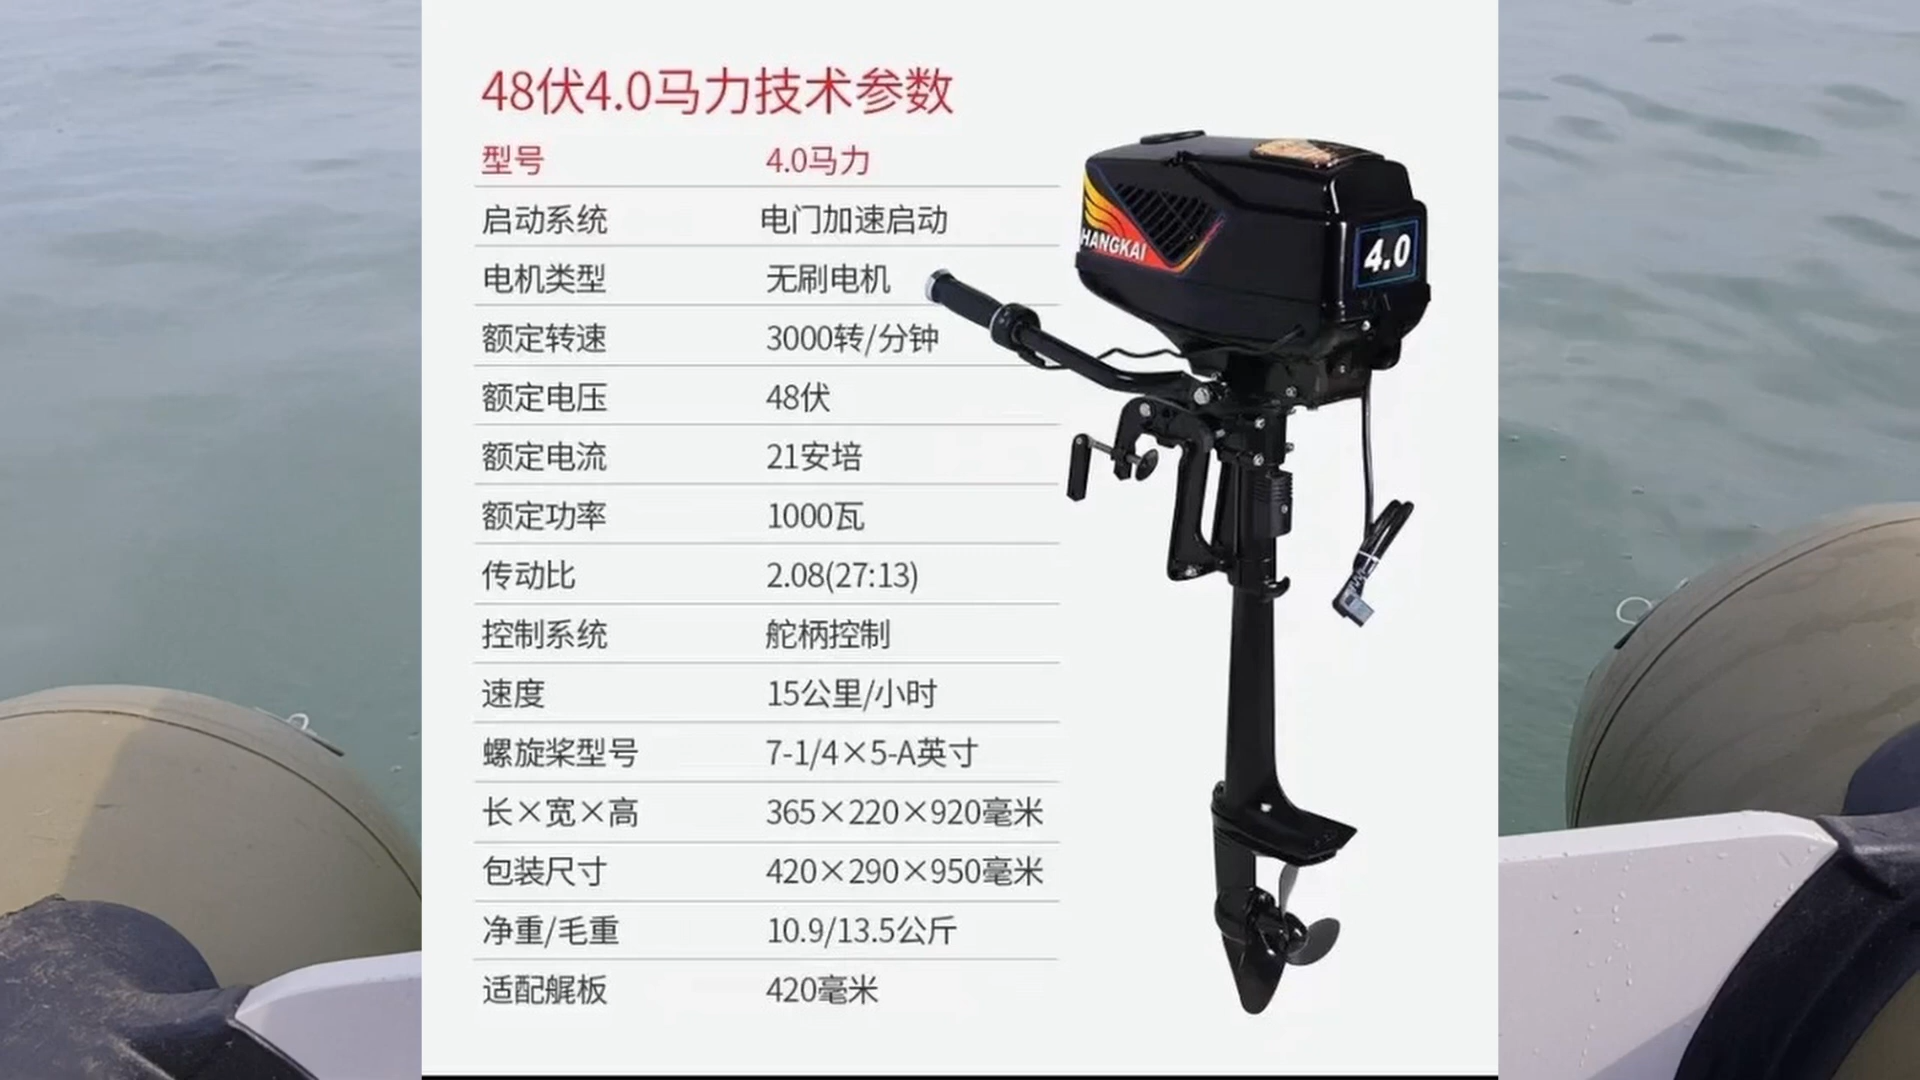 48伏4.0马力技术参数
型号 4.0马力
启动系统 电门加速启动
电机类型 无刷电机
额定转速 3000转/分钟
额定电压 48伏
额定电流 21安培
额定功率 1000瓦
传动比 2.08(27:13)
控制系统 舵柄控制
速度 15公里/小时
螺旋桨型号 7-1/4×5-A英寸
长×宽×高 365×220×920毫米
包装尺寸 420×290×950毫米
净重/毛重 10.9/13.5公斤
适配艉板 420毫米
HANGKAI
4.0